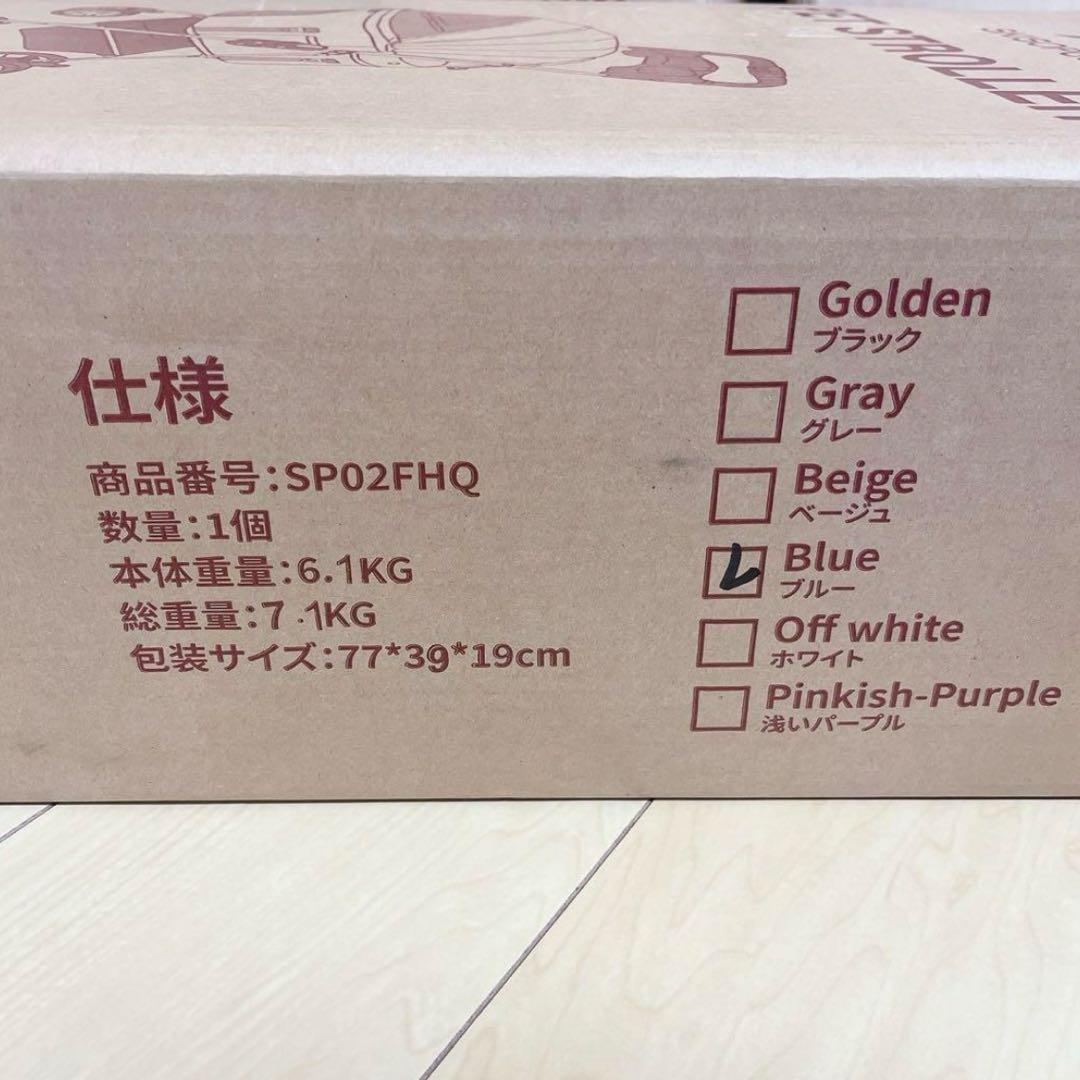 PET STROLLER
仕様
商品番号:SP02FHQ
数量:1個
本体重量:6.1KG
総重量:7.1KG
包装サイズ:77*39*19cm
Golden
ブラック
Gray
グレー
Beige
ベージュ
Blue
ブルー
Off white
ホワイト
Pinkish-Purple
浅いパープル